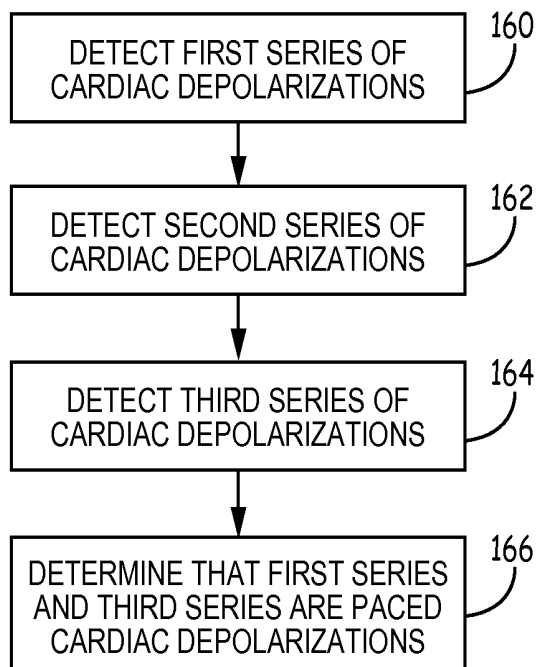 160
DETECT FIRST SERIES OF
CARDIAC DEPOLARIZATIONS
162
DETECT SECOND SERIES OF
CARDIAC DEPOLARIZATIONS
164
DETECT THIRD SERIES OF
CARDIAC DEPOLARIZATIONS
166
DETERMINE THAT FIRST SERIES
AND THIRD SERIES ARE PACED
CARDIAC DEPOLARIZATIONS